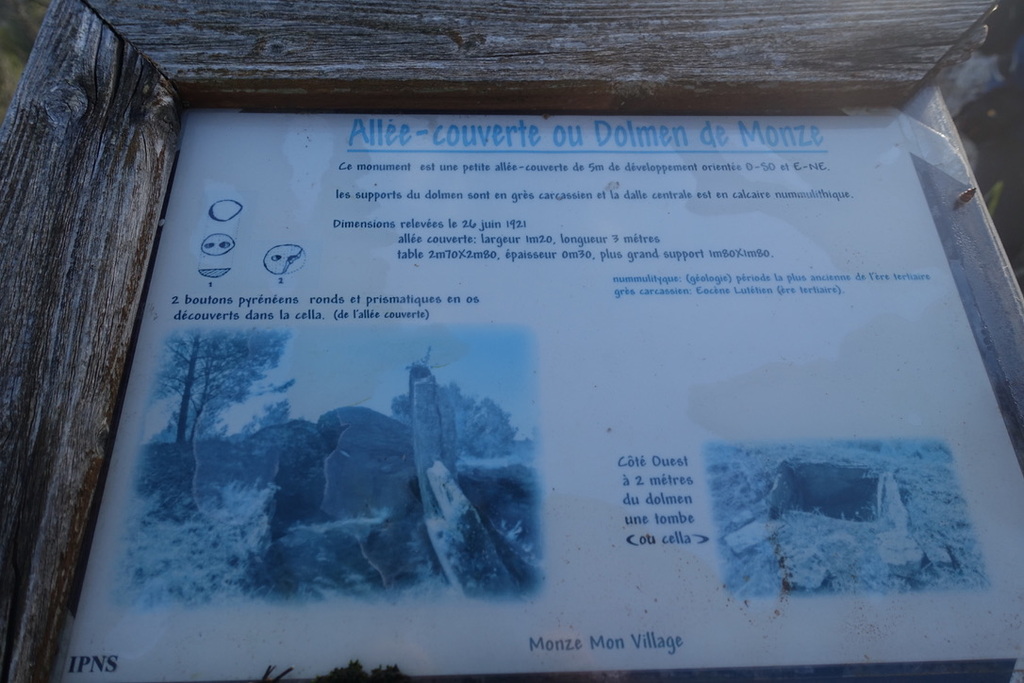 Allée-couverte ou Dolmen de Monze
Ce monument est une petite allée-couverte de 5m de développement orientée O-SO et E-NE.
les supports du dolmen sont en grès carcassien et la dalle centrale est en calcaire nummulithique.
Dimensions relevées le 26 juin 1921
allée couverte: largeur 1m20, longueur 3 mètres
table 2m70X2m80, épaisseur 0m30, plus grand support 1m80X1m80.
nummulityque: (géologie) période la plus ancienne de l'ère tertiaire
grès carcassien: Eocène Lutétien (ère tertiaire).
1 2
2 boutons pyrénéens ronds et prismatiques en os
découverts dans la cella. (de l'allée couverte)
Côté Ouest
à 2 mètres
du dolmen
une tombe
<ou cella>
Monze Mon Village
IPNS